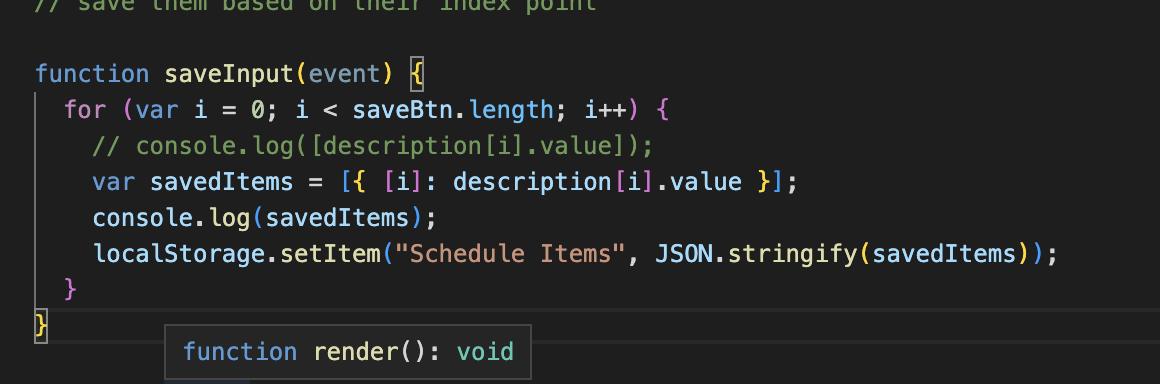 // save them based on their index point
function saveInput(event) {
for (var i = 0; i < saveBtn.length; i++) {
// console.log([description[i].value]);
var savedItems = [{ [i]: description[i].value }];
console.log(savedItems);
localStorage.setItem("Schedule Items", JSON.stringify(savedItems));
}
}
function render(): void